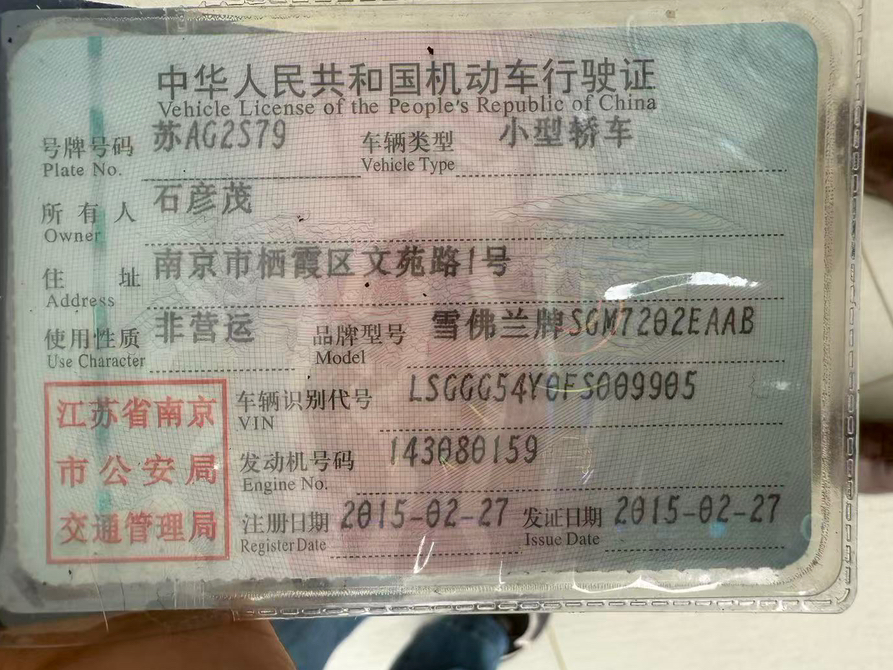 中华人民共和国机动车行驶证
Vehicle License of the People's Republic of China
号牌号码 苏AG2S79 车辆类型 小型轿车
Plate No. Vehicle Type
所有人 石彦茂
Owner
住址 南京市栖霞区文苑路1号
Address
使用性质 非营运 品牌型号 雪佛兰牌SGM7202EAAB
Use Character Model
江苏省南京
市公安局
交通管理局
车辆识别代号 LSGGG54Y0FS009905
VIN
发动机号码 143080159
Engine No.
注册日期 2015-02-27 发证日期 2015-02-27
Register Date Issue Date